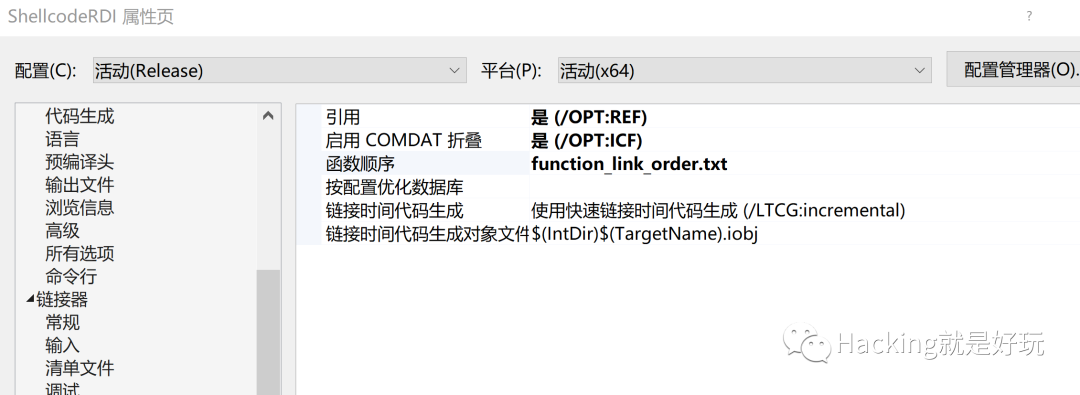 ShellcodeRDI 属性页
?
配置(C): 活动(Release) 平台(P): 活动(x64) 配置管理器(O)...
代码生成
语言
预编译头
输出文件
浏览信息
高级
所有选项
命令行
链接器
常规
输入
清单文件
调试
引用 是 (/OPT:REF)
启用 COMDAT 折叠 是 (/OPT:ICF)
函数顺序 function_link_order.txt
按配置优化数据库
链接时间代码生成 使用快速链接时间代码生成 (/LTCG:incremental)
链接时间代码生成对象文件 $(IntDir)$(TargetName).iobj
Hacking就是好玩